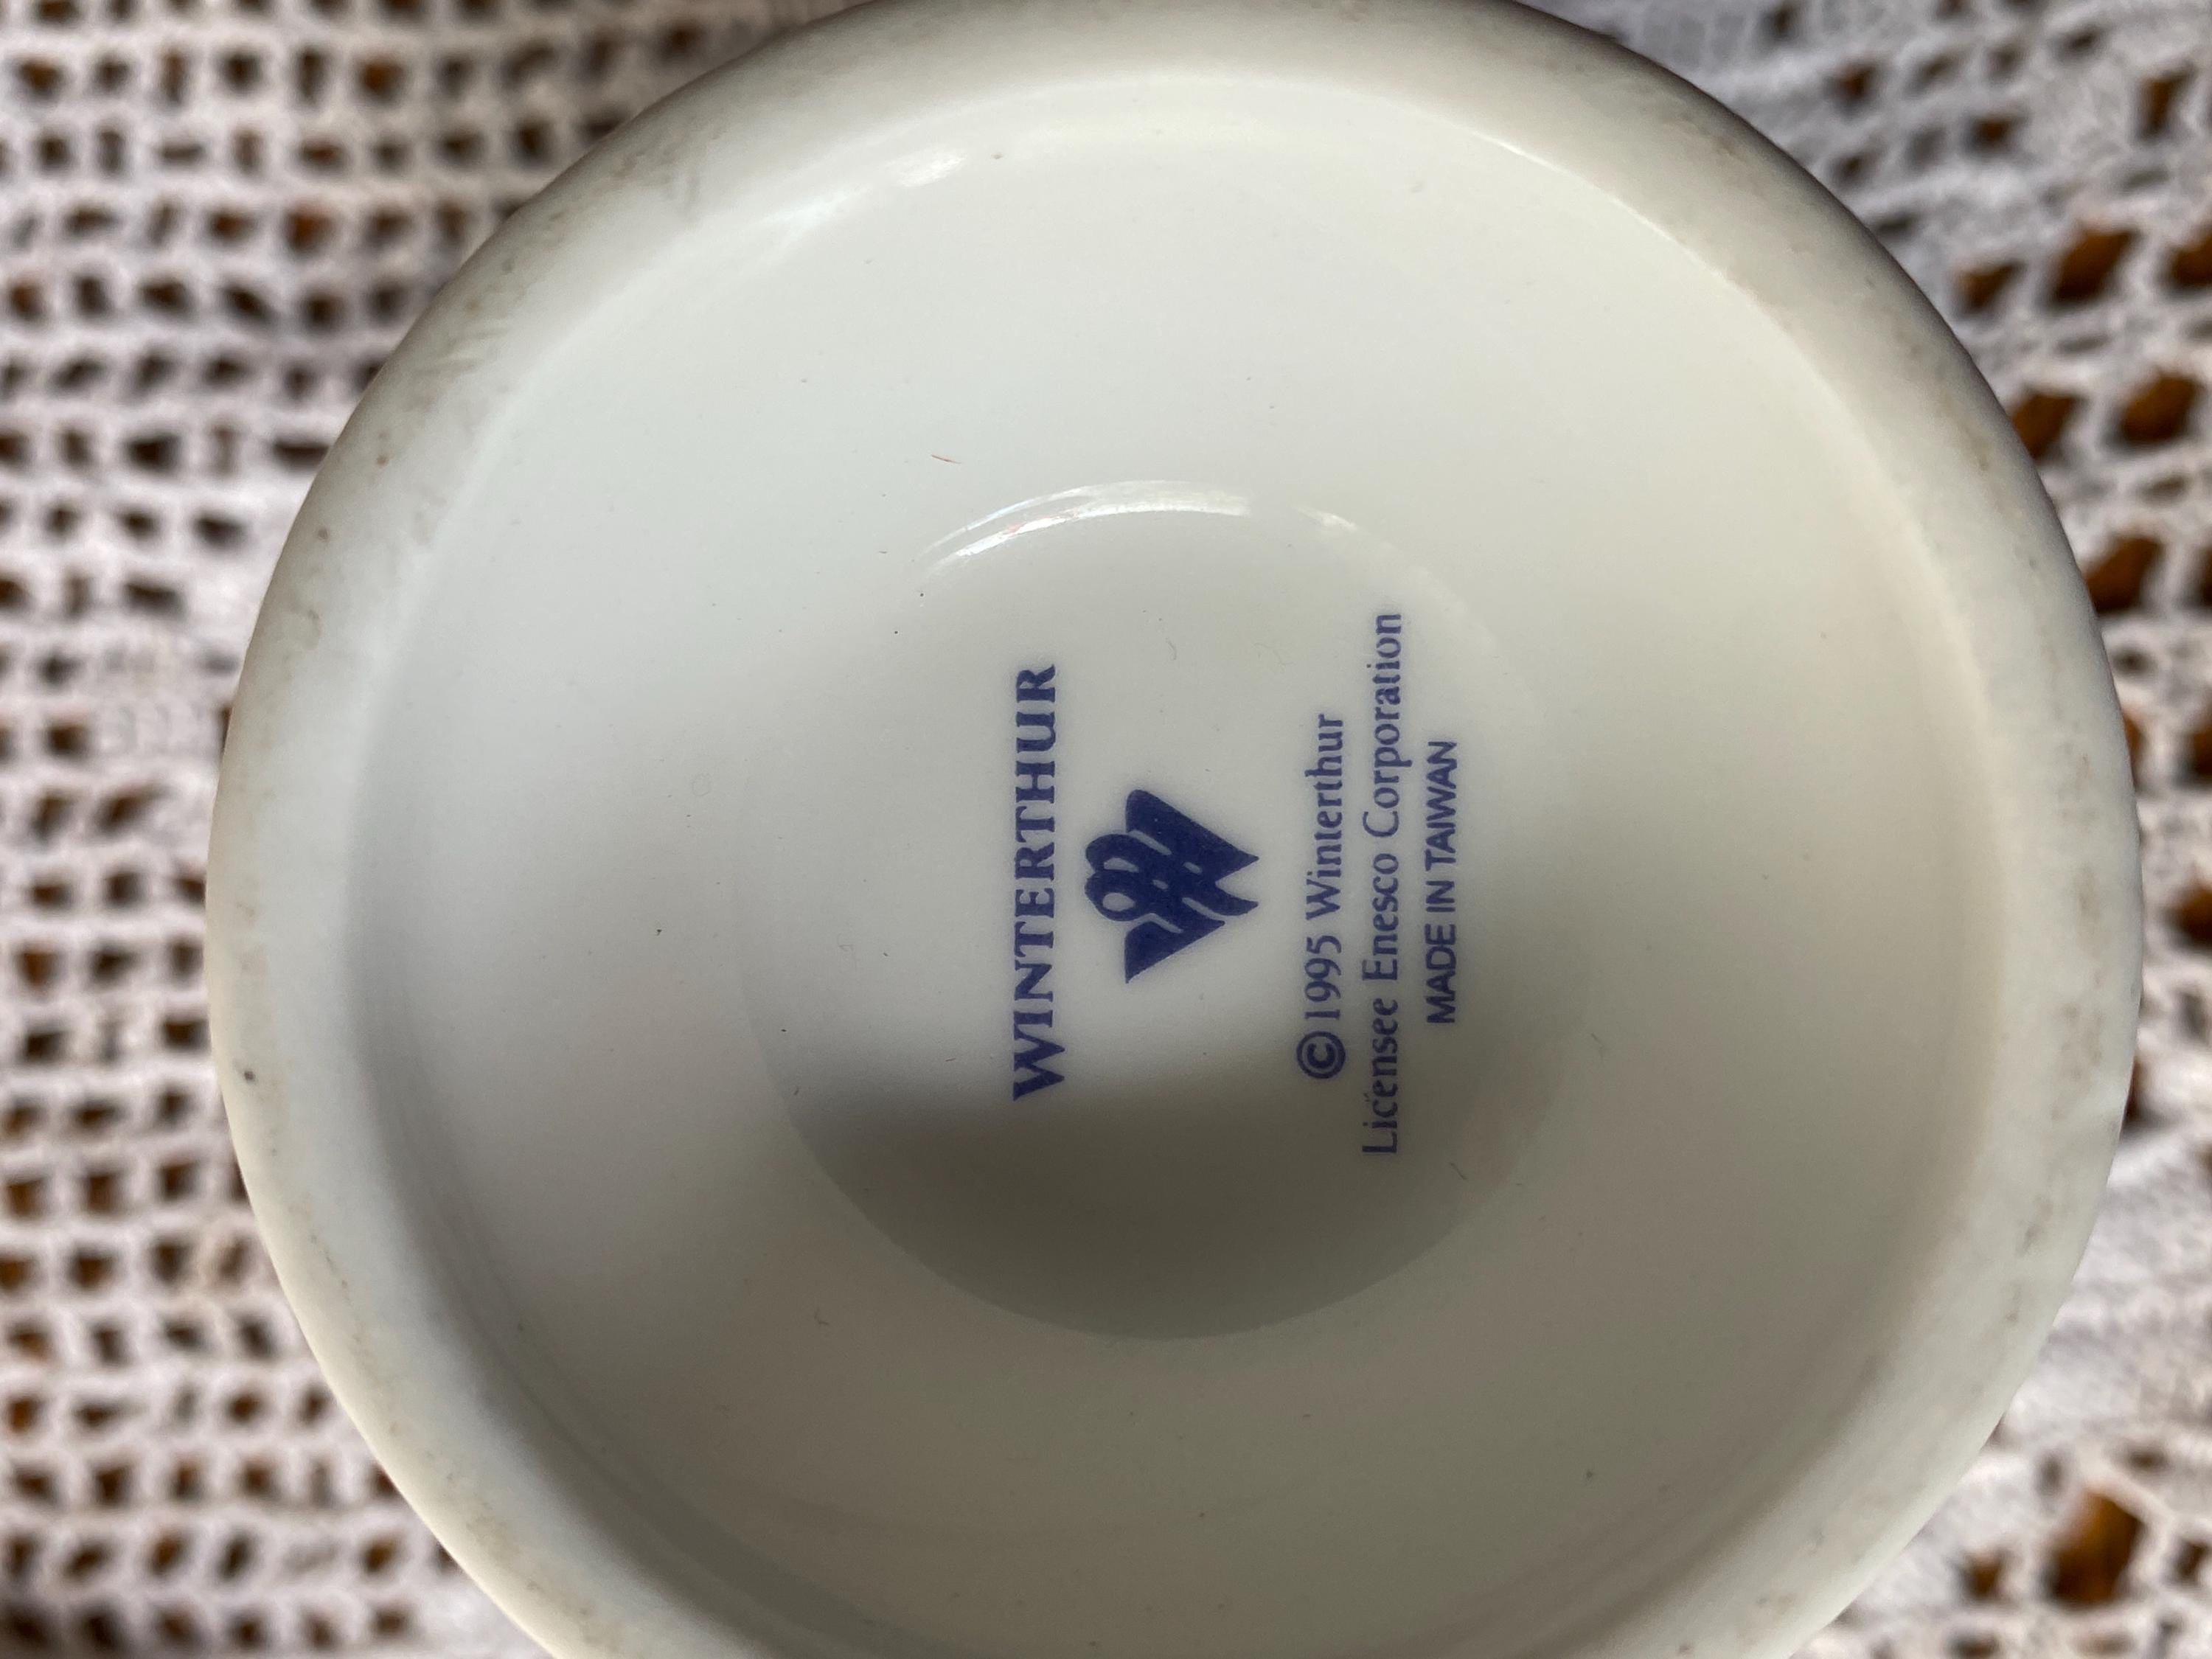 WINTERTHUR
©1995 Winterthur
Licensee Enesco Corporation
MADE IN TAIWAN